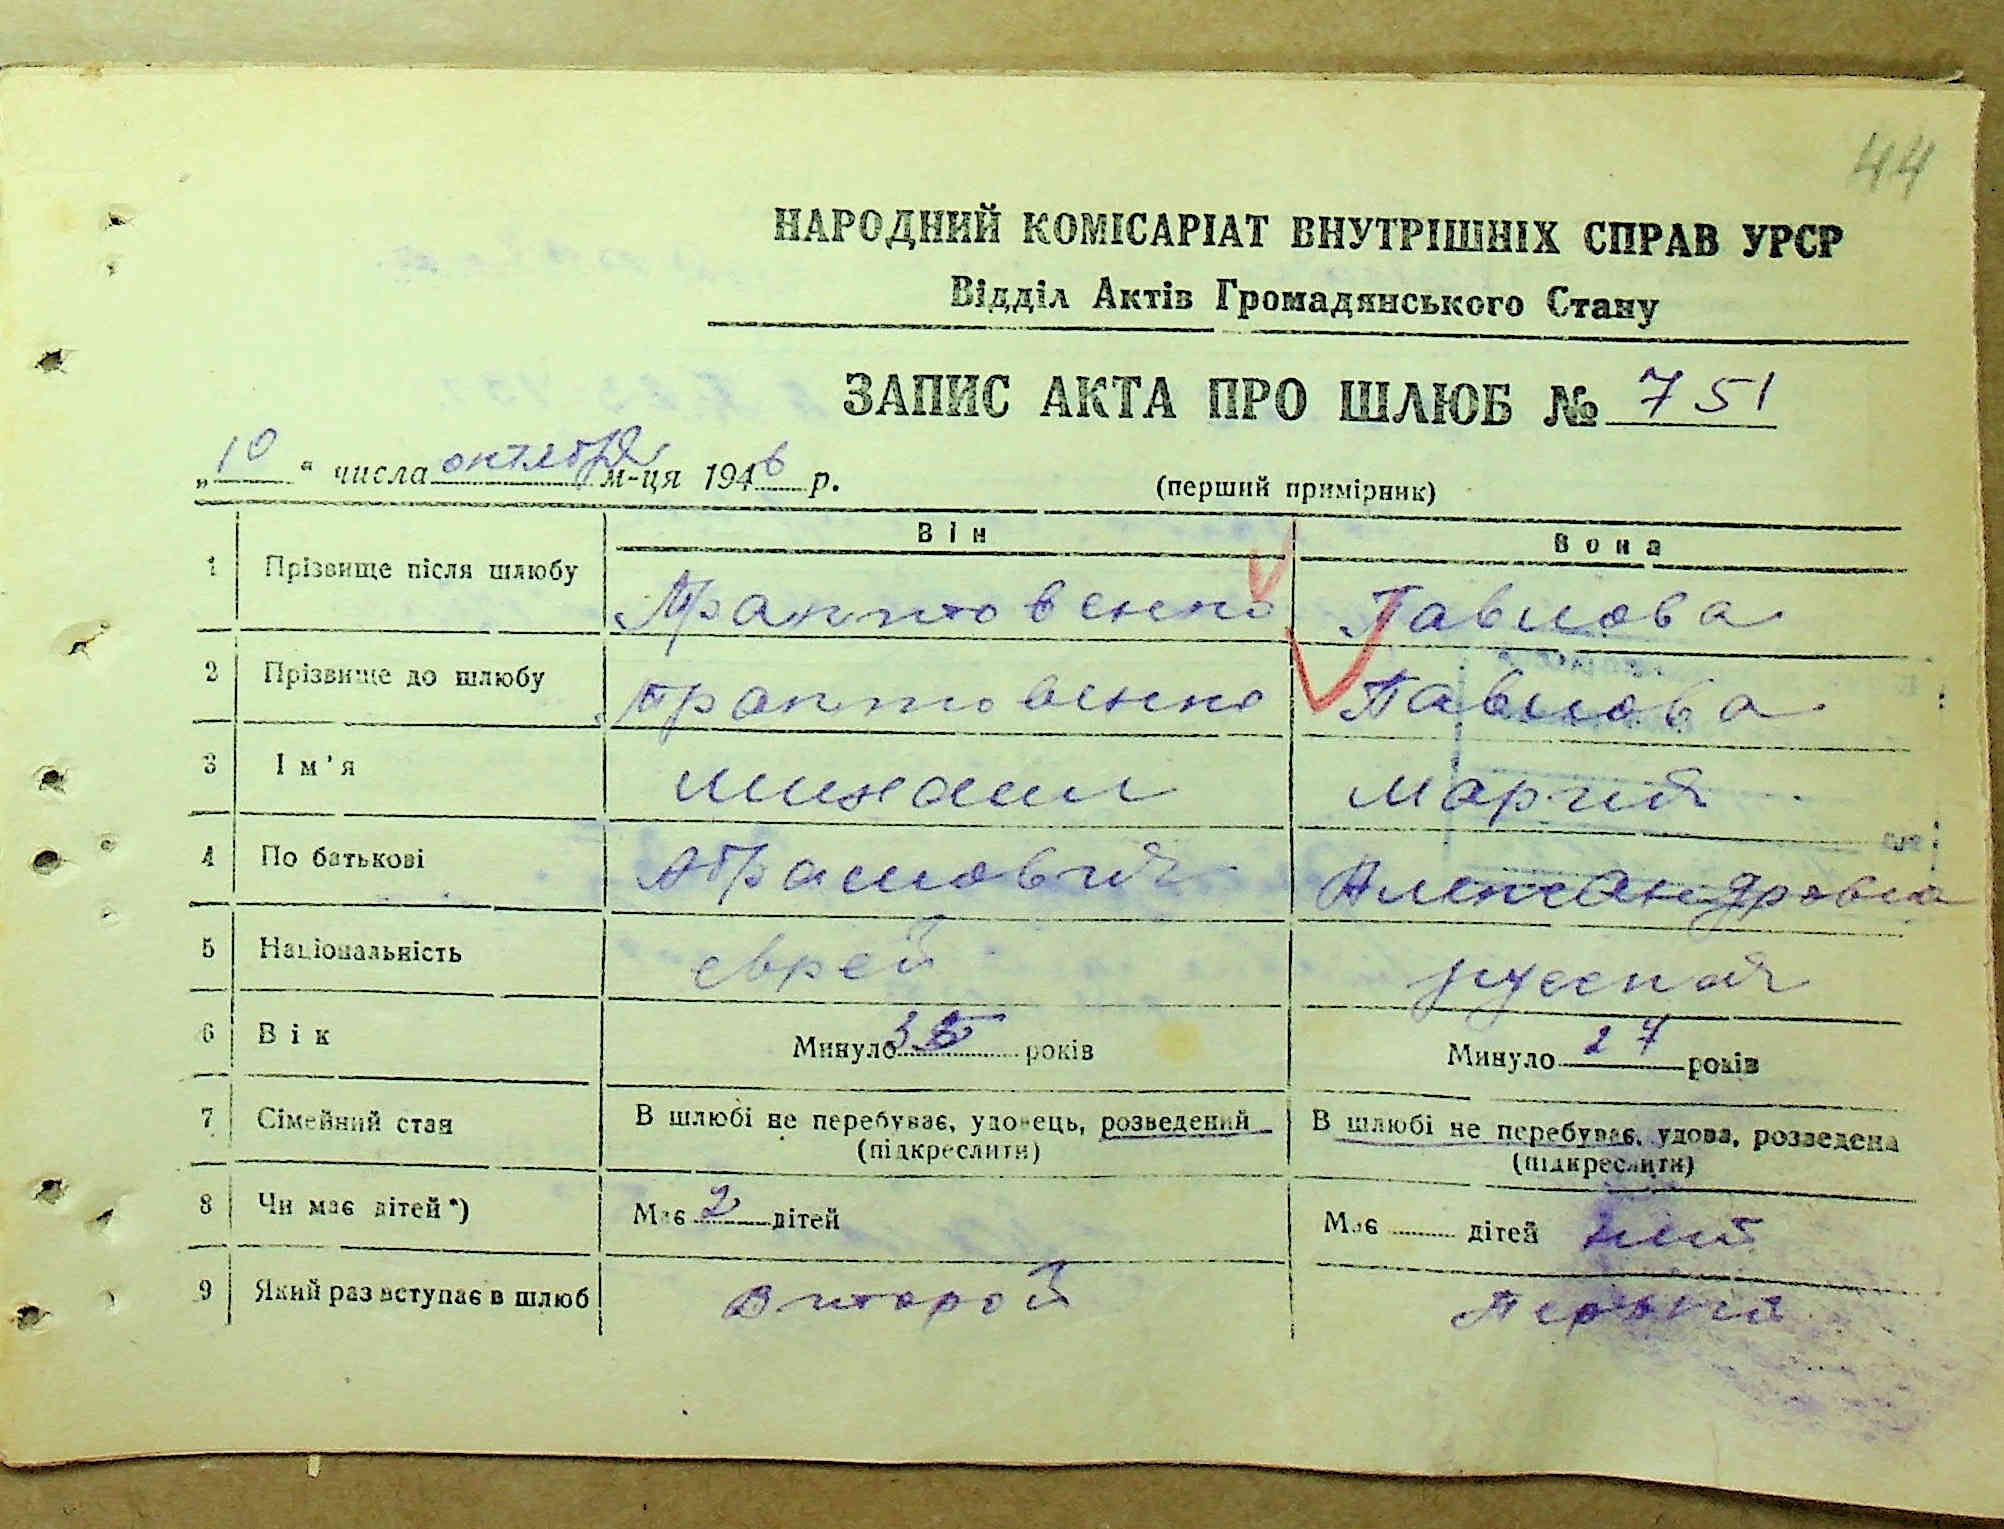 44
НАРОДНИЙ КОМІСАРІАТ ВНУТРІШНІХ СПРАВ УРСР
Відділ Актів Громадянського Стану
ЗАПИС АКТА ПРО ШЛЮБ № 751
„10“ числа октября м-ця 1946 р. (перший примірник)
Він Вона
1 Прізвище після шлюбу Трактовенко Павлова
2 Прізвище до шлюбу Трактовенко Павлова
3 Ім'я Михаил Мария
4 По батькові Абрамович Александровна
5 Національність еврей русская
6 Вік Минуло 35 років Минуло 27 років
7 Сімейний стан В шлюбі не перебуває, удовець, розведений В шлюбі не перебуває, удова, розведена
(підкреслити) (підкреслити)
8 Чи має дітей*) Має 2 дітей Має дітей нет
9 Який раз вступає в шлюб второй первый